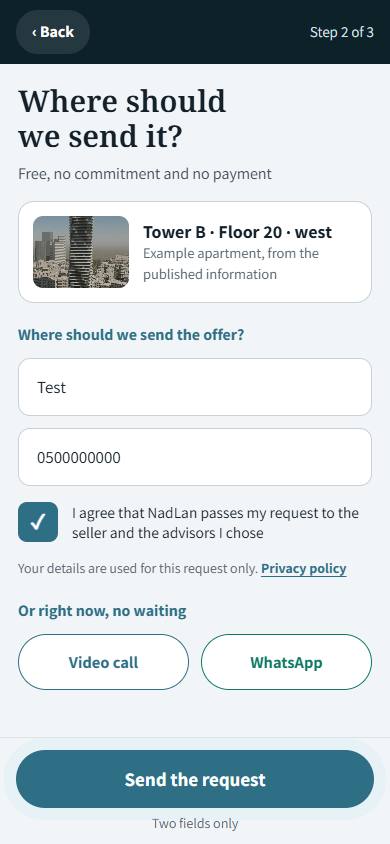 ‹ Back
Step 2 of 3
Where should
we send it?
Free, no commitment and no payment
Tower B · Floor 20 · west
Example apartment, from the
published information
Where should we send the offer?
Test
0500000000
I agree that NadLan passes my request to the
seller and the advisors I chose
Your details are used for this request only. Privacy policy
Or right now, no waiting
Video call
WhatsApp
Send the request
Two fields only